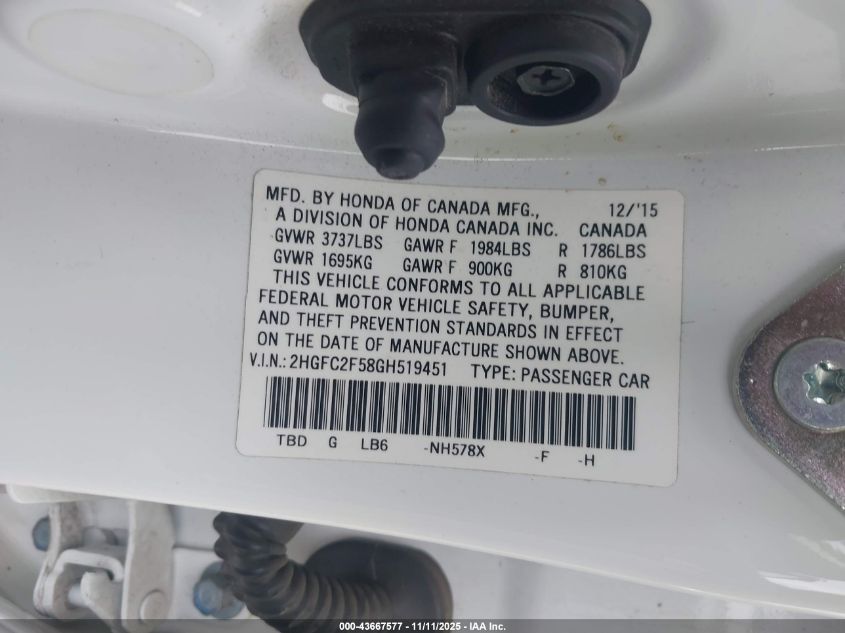 MFD. BY HONDA OF CANADA MFG., 12/'15
A DIVISION OF HONDA CANADA INC. CANADA
GVWR 3737LBS GAWR F 1984LBS R 1786LBS
GVWR 1695KG GAWR F 900KG R 810KG
THIS VEHICLE CONFORMS TO ALL APPLICABLE
FEDERAL MOTOR VEHICLE SAFETY, BUMPER,
AND THEFT PREVENTION STANDARDS IN EFFECT
ON THE DATE OF MANUFACTURE SHOWN ABOVE.
V.I.N.: 2HGFC2F58GH519451 TYPE: PASSENGER CAR
TBD G LB6 -NH578X -F -H
000-43667577 - 11/11/2025 - IAA Inc.